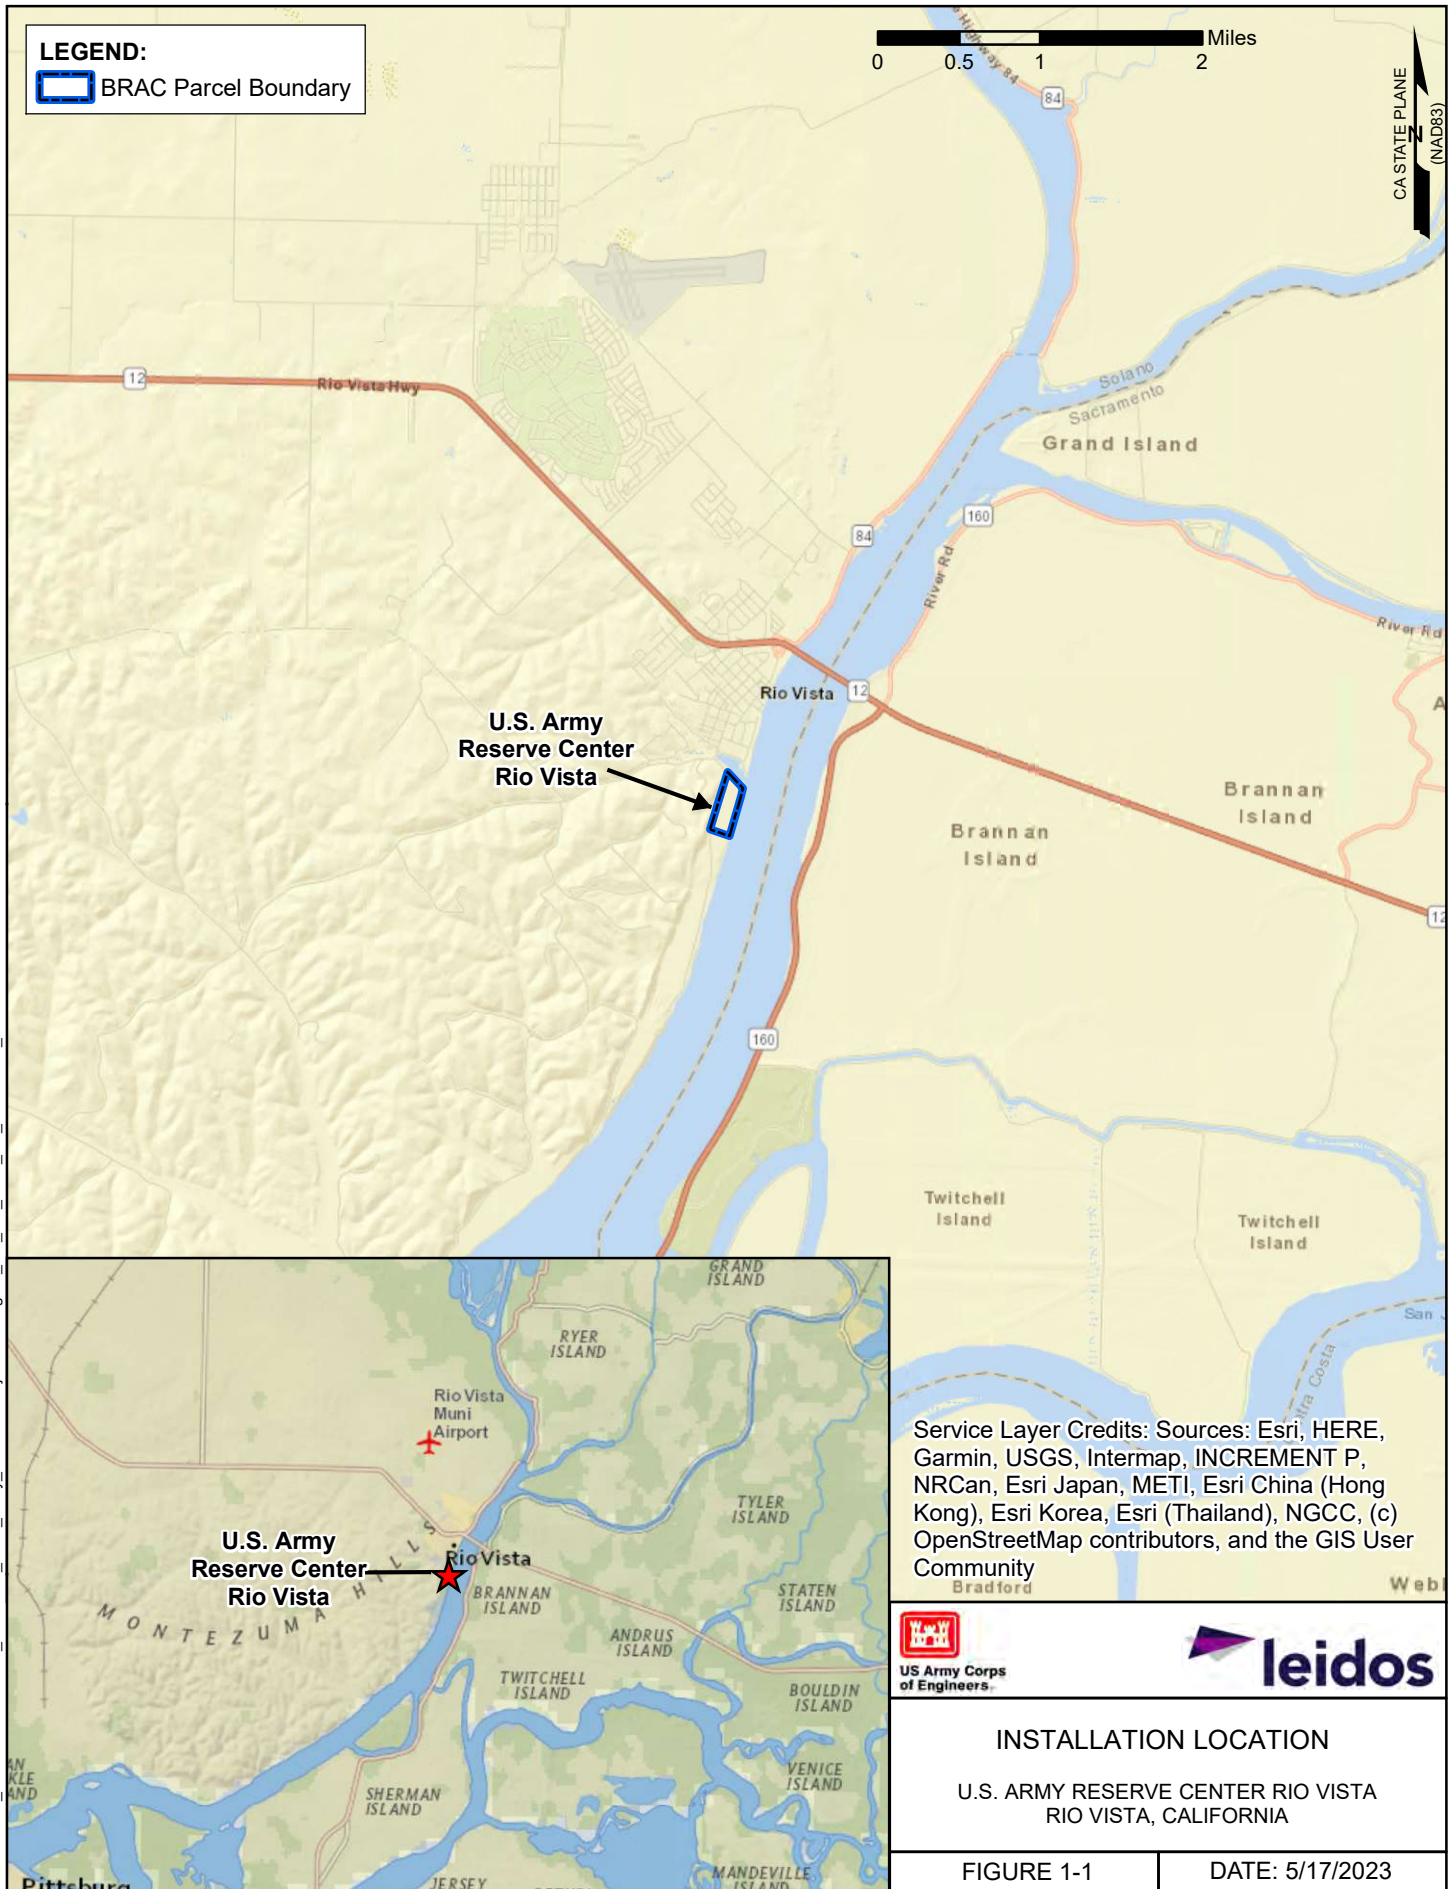 LEGEND:
BRAC Parcel Boundary
Miles
0 0.5 1 2
CA STATE PLANE
N
(NAD83)
Highway 84
84
12
Rio Vista Hwy
Solano
Sacramento
Grand Island
160
84
River Rd
River Rd
Rio Vista
12
A
U.S. Army
Reserve Center
Rio Vista
Brannan
Island
Brannan
Island
12
160
Twitchell
Island
Twitchell
Island
San
tra Costa
Service Layer Credits: Sources: Esri, HERE,
Garmin, USGS, Intermap, INCREMENT P,
NRCan, Esri Japan, METI, Esri China (Hong
Kong), Esri Korea, Esri (Thailand), NGCC, (c)
OpenStreetMap contributors, and the GIS User
Community
Bradford
Web
GRAND
ISLAND
RYER
ISLAND
Rio Vista
Muni
Airport
TYLER
ISLAND
U.S. Army
Reserve Center
Rio Vista
Rio Vista
MONTEZUMA HILLS
BRANNAN
ISLAND
STATEN
ISLAND
ANDRUS
ISLAND
TWITCHELL
ISLAND
BOULDIN
ISLAND
VENICE
ISLAND
AN
KLE
AND
SHERMAN
ISLAND
MANDEVILLE
ISLAND
JERSEY
Pittsburg
US Army Corps
of Engineers
leidos
INSTALLATION LOCATION
U.S. ARMY RESERVE CENTER RIO VISTA
RIO VISTA, CALIFORNIA
FIGURE 1-1
DATE: 5/17/2023